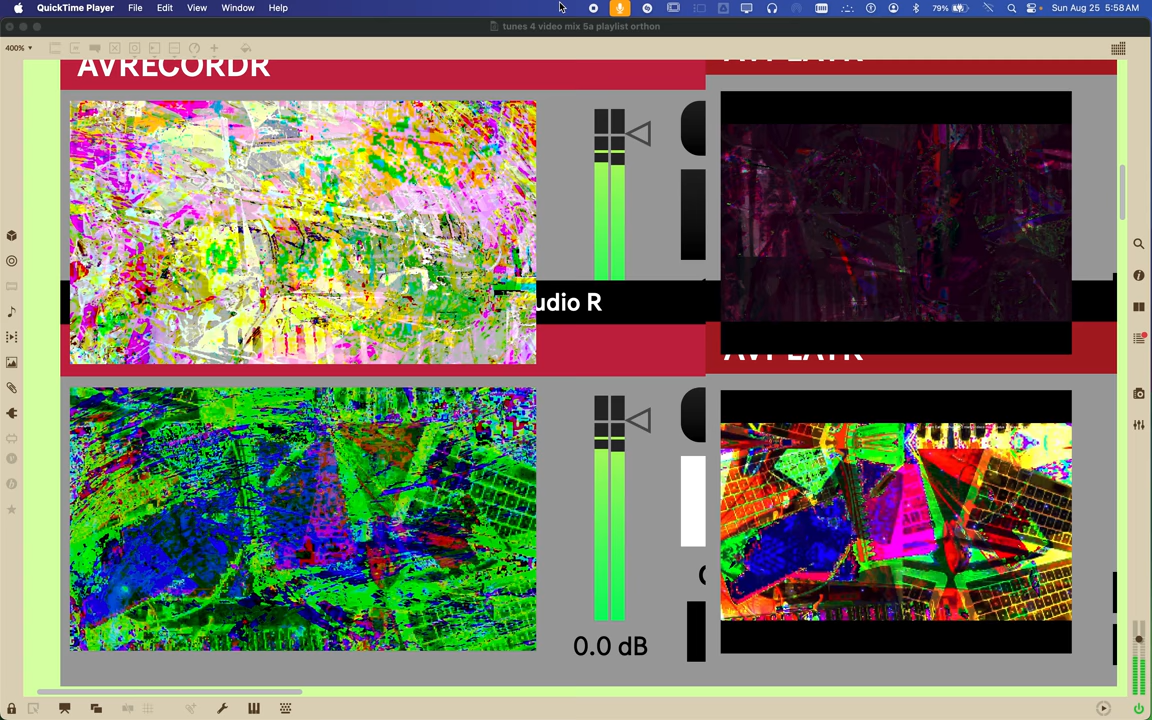 QuickTime Player File Edit View Window Help 79% Sun Aug 25 5:58 AM
tunes 4 video mix 5a playlist orthon
400%
AVRECORDR
udio R
0.0 dB